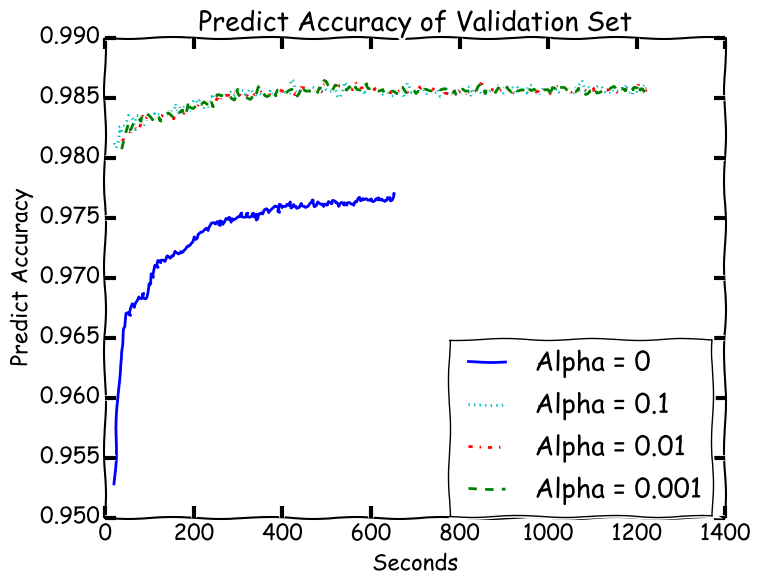 Predict Accuracy of Validation Set
0.990
0.985
0.980
0.975
0.970
0.965
0.960
0.955
0.950
Predict Accuracy
Alpha = 0
Alpha = 0.1
Alpha = 0.01
Alpha = 0.001
0 200 400 600 800 1000 1200 1400
Seconds